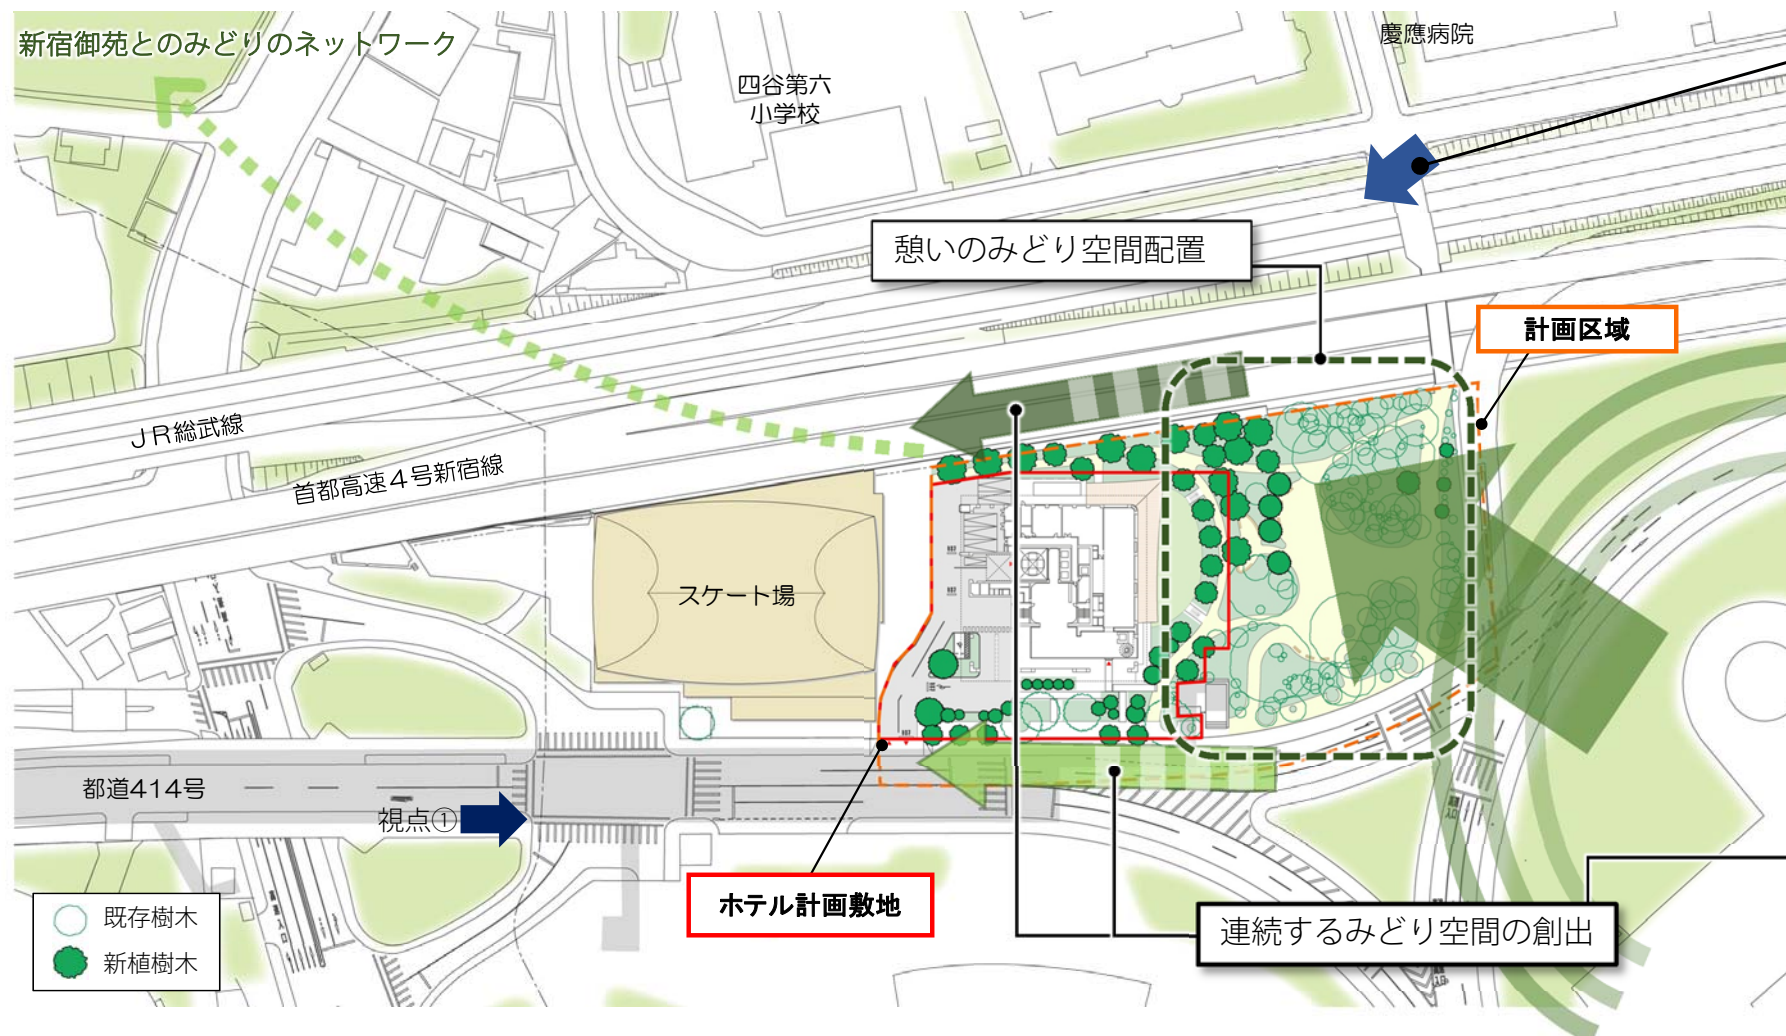 新宿御苑とのみどりのネットワーク
慶應病院
四谷第六
小学校
憩いのみどり空間配置
計画区域
JR総武線
首都高速4号新宿線
スケート場
都道414号
視点①
ホテル計画敷地
連続するみどり空間の創出
既存樹木
新植樹木